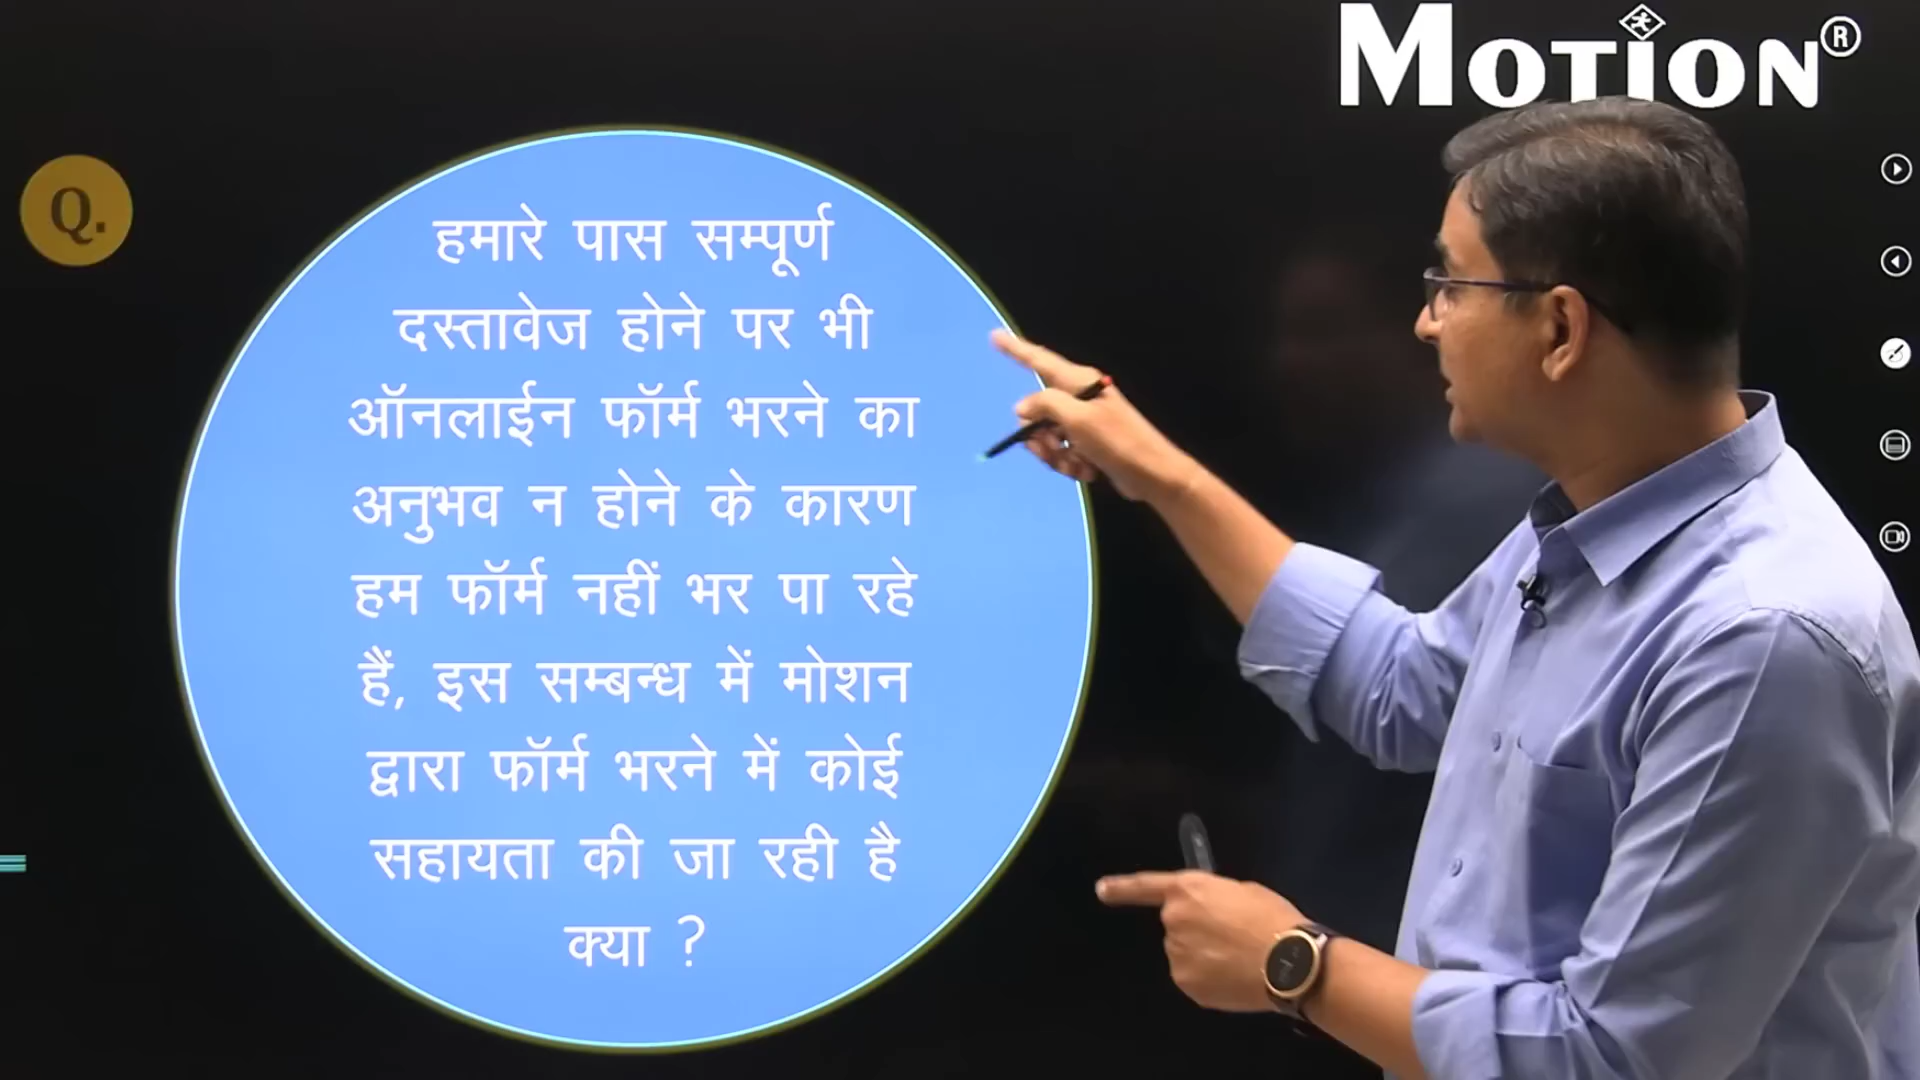 MOTION®
Q.
हमारे पास सम्पूर्ण
दस्तावेज होने पर भी
ऑनलाईन फॉर्म भरने का
अनुभव न होने के कारण
हम फॉर्म नहीं भर पा रहे
हैं, इस सम्बन्ध में मोशन
द्वारा फॉर्म भरने में कोई
सहायता की जा रही है
क्या ?